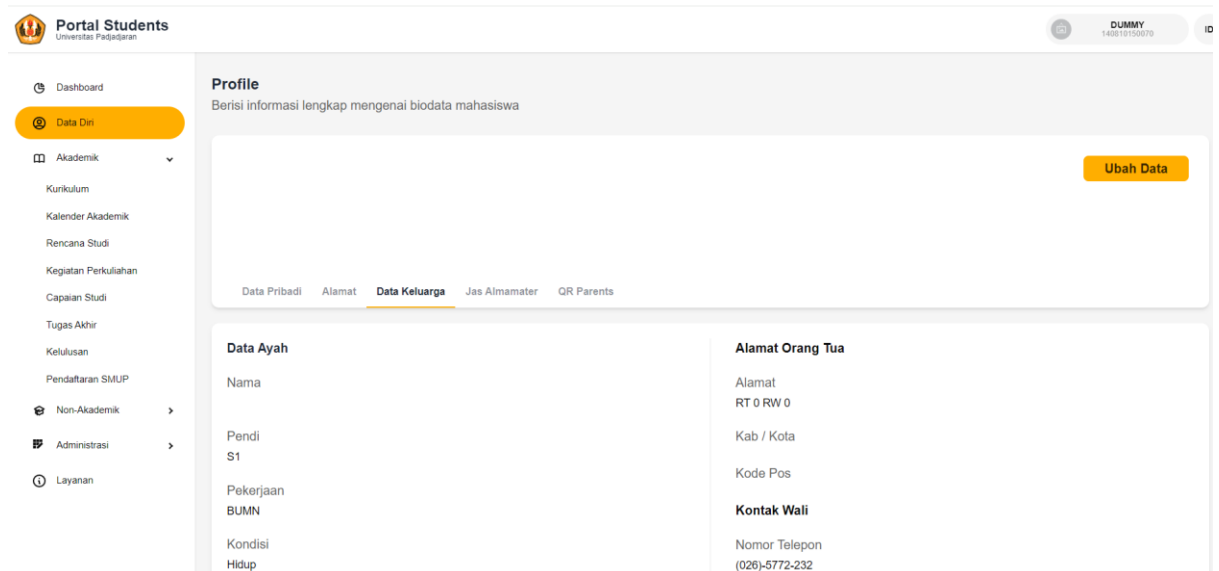 Portal Students
Universitas Padjadjaran
DUMMY
140810150070
ID
Dashboard
Data Diri
Akademik
Kurikulum
Kalender Akademik
Rencana Studi
Kegiatan Perkuliahan
Capaian Studi
Tugas Akhir
Kelulusan
Pendaftaran SMUP
Non-Akademik
Administrasi
Layanan
Profile
Berisi informasi lengkap mengenai biodata mahasiswa
Ubah Data
Data Pribadi Alamat Data Keluarga Jas Almamater QR Parents
Data Ayah
Nama
Pendi
S1
Pekerjaan
BUMN
Kondisi
Hidup
Alamat Orang Tua
Alamat
RT 0 RW 0
Kab / Kota
Kode Pos
Kontak Wali
Nomor Telepon
(026)-5772-232